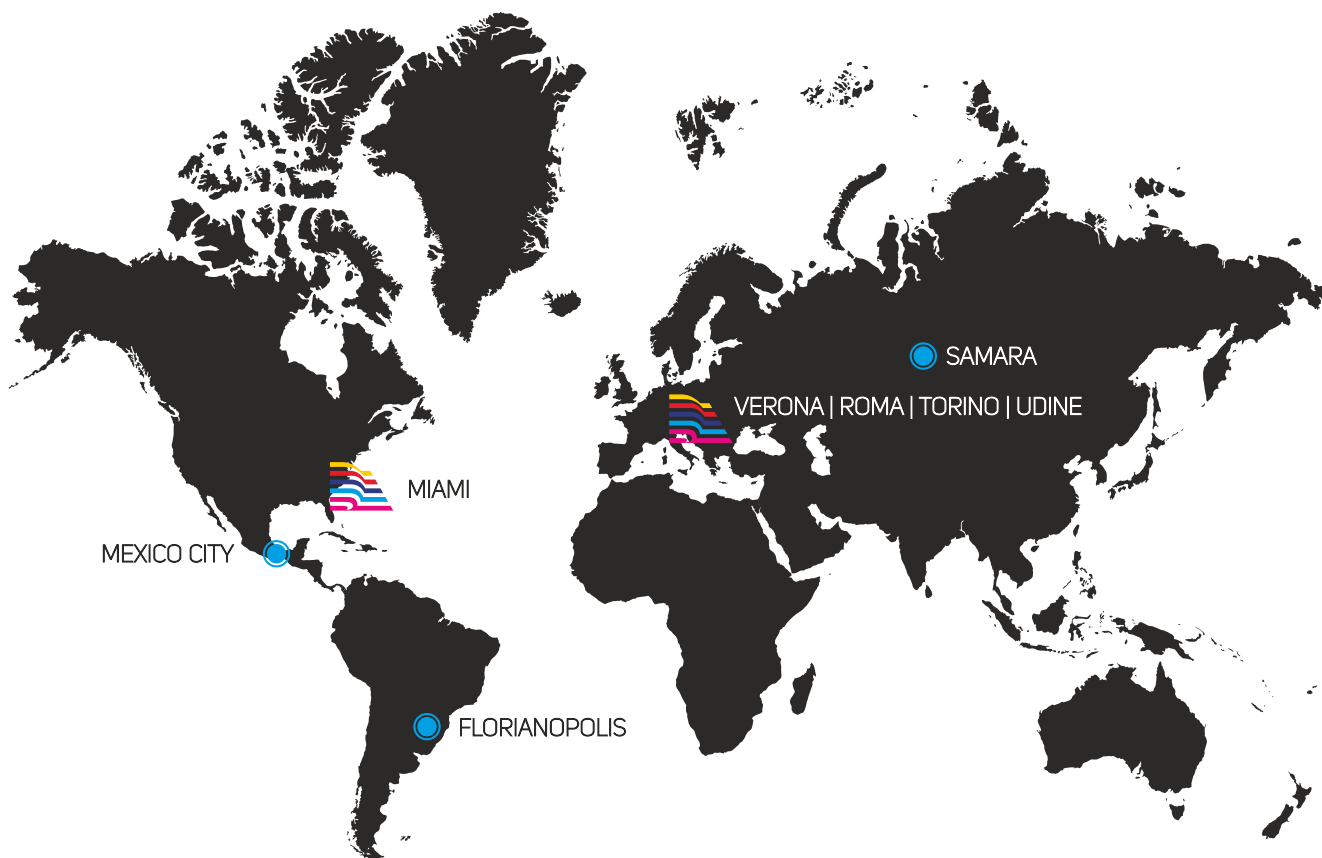 SAMARA
VERONA | ROMA | TORINO | UDINE
MIAMI
MEXICO CITY
FLORIANOPOLIS